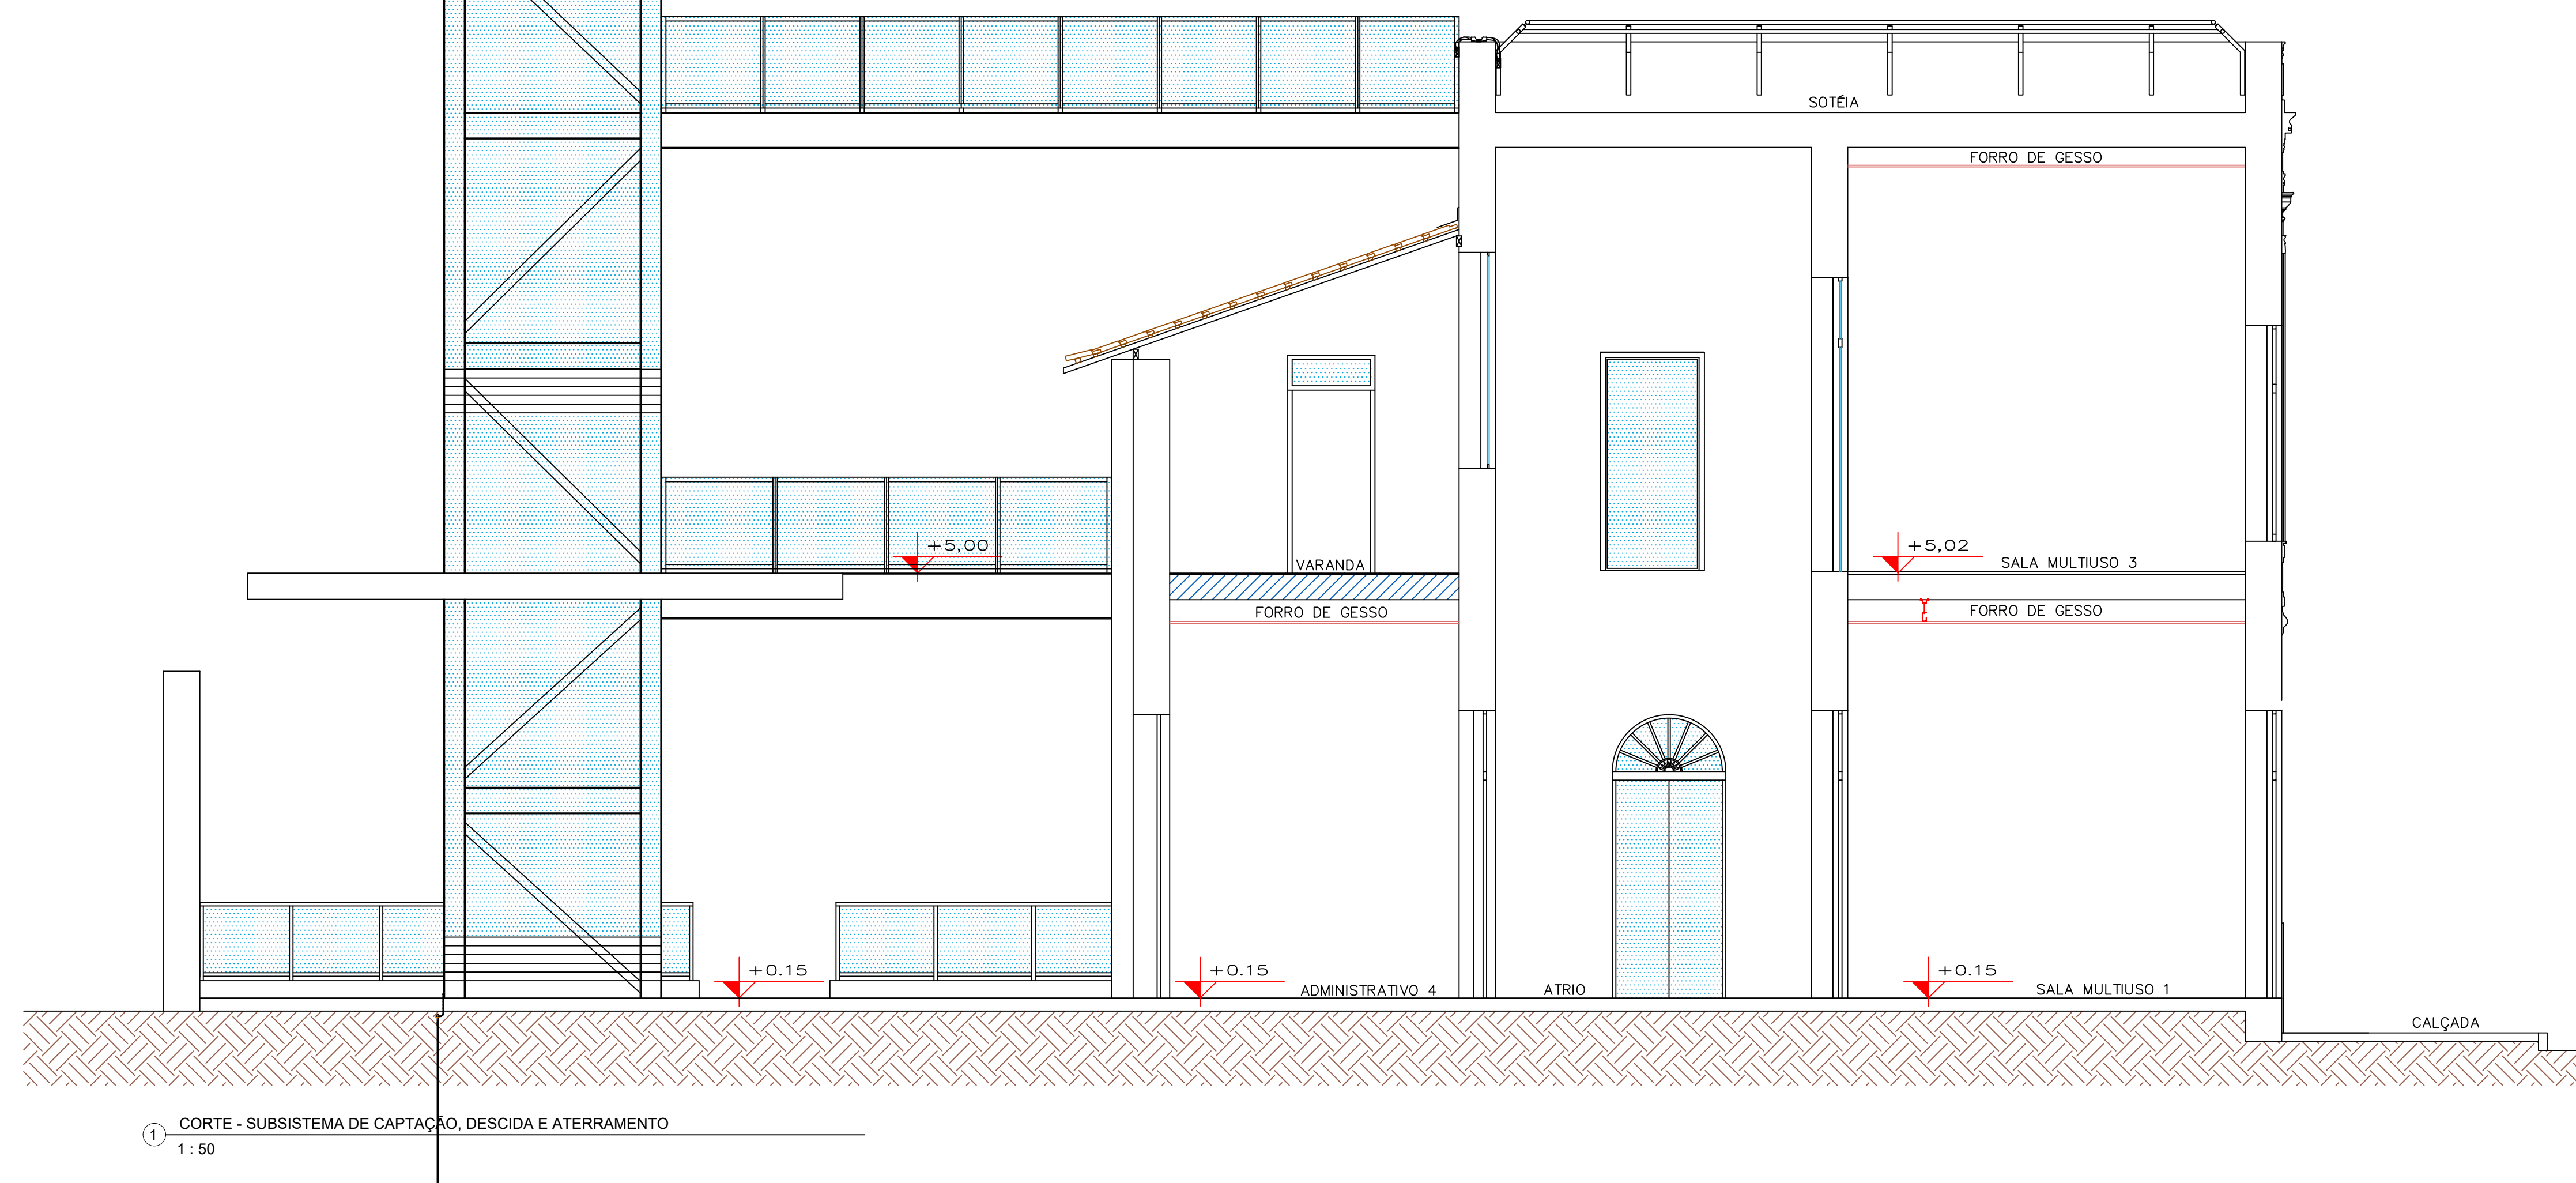 SOTÉIA
FORRO DE GESSO
+5,00
VARANDA
+5,02
SALA MULTIUSO 3
FORRO DE GESSO
FORRO DE GESSO
+0.15
+0.15
ADMINISTRATIVO 4
ATRIO
+0.15
SALA MULTIUSO 1
CALÇADA
1
CORTE - SUBSISTEMA DE CAPTAÇÃO, DESCIDA E ATERRAMENTO
1 : 50